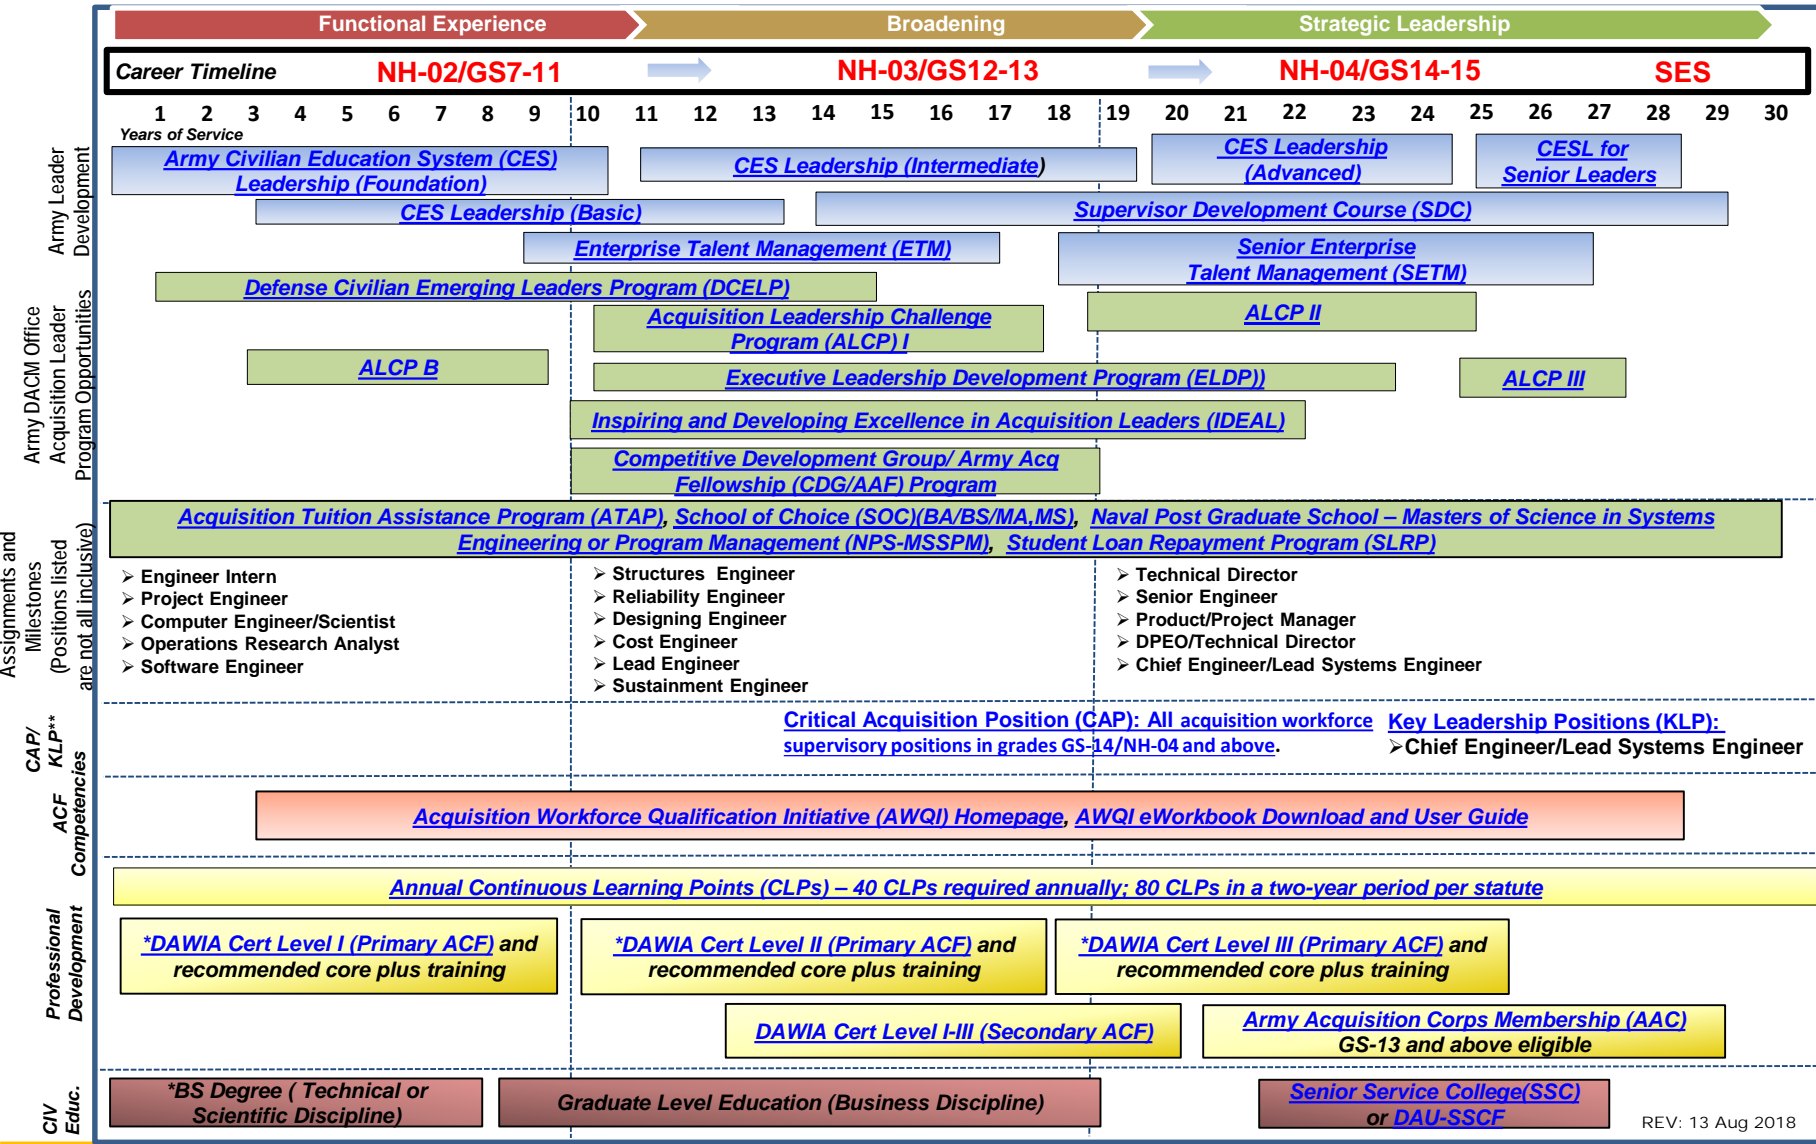 Functional Experience
Broadening
Strategic Leadership
Career Timeline
NH-02/GS7-11
NH-03/GS12-13
NH-04/GS14-15
SES
1 2 3 4 5 6 7 8 9 10 11 12 13 14 15 16 17 18 19 20 21 22 23 24 25 26 27 28 29 30
Years of Service
Army Leader
Development
Army Civilian Education System (CES)
Leadership (Foundation)
CES Leadership (Intermediate)
CES Leadership
(Advanced)
CESL for
Senior Leaders
CES Leadership (Basic)
Supervisor Development Course (SDC)
Enterprise Talent Management (ETM)
Senior Enterprise
Talent Management (SETM)
Army DACM Office
Acquisition Leader
Program Opportunities
Defense Civilian Emerging Leaders Program (DCELP)
Acquisition Leadership Challenge
Program (ALCP) I
ALCP II
ALCP B
Executive Leadership Development Program (ELDP))
ALCP III
Inspiring and Developing Excellence in Acquisition Leaders (IDEAL)
Competitive Development Group/ Army Acq
Fellowship (CDG/AAF) Program
Acquisition Tuition Assistance Program (ATAP), School of Choice (SOC)(BA/BS/MA,MS), Naval Post Graduate School – Masters of Science in Systems
Engineering or Program Management (NPS-MSSPM), Student Loan Repayment Program (SLRP)
Assignments and
Milestones
(Positions listed
are not all inclusive)
➢ Engineer Intern
➢ Project Engineer
➢ Computer Engineer/Scientist
➢ Operations Research Analyst
➢ Software Engineer
➢ Structures Engineer
➢ Reliability Engineer
➢ Designing Engineer
➢ Cost Engineer
➢ Lead Engineer
➢ Sustainment Engineer
➢ Technical Director
➢ Senior Engineer
➢ Product/Project Manager
➢ DPEO/Technical Director
➢ Chief Engineer/Lead Systems Engineer
CAP/
KLP**
Critical Acquisition Position (CAP): All acquisition workforce
supervisory positions in grades GS-14/NH-04 and above.
Key Leadership Positions (KLP):
➢Chief Engineer/Lead Systems Engineer
ACF
Competencies
Acquisition Workforce Qualification Initiative (AWQI) Homepage, AWQI eWorkbook Download and User Guide
Professional
Development
Annual Continuous Learning Points (CLPs) – 40 CLPs required annually; 80 CLPs in a two-year period per statute
*DAWIA Cert Level I (Primary ACF) and
recommended core plus training
*DAWIA Cert Level II (Primary ACF) and
recommended core plus training
*DAWIA Cert Level III (Primary ACF) and
recommended core plus training
DAWIA Cert Level I-III (Secondary ACF)
Army Acquisition Corps Membership (AAC)
GS-13 and above eligible
CIV
Educ.
*BS Degree ( Technical or
Scientific Discipline)
Graduate Level Education (Business Discipline)
Senior Service College(SSC)
or DAU-SSCF
REV: 13 Aug 2018